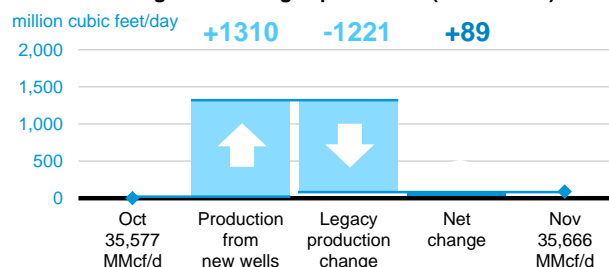 million cubic feet/day
+1310
-1221
+89
2,000
1,500
1,000
500
0
Oct
35,577
MMcf/d
Production
from
new wells
Legacy
production
change
Net
change
Nov
35,666
MMcf/d